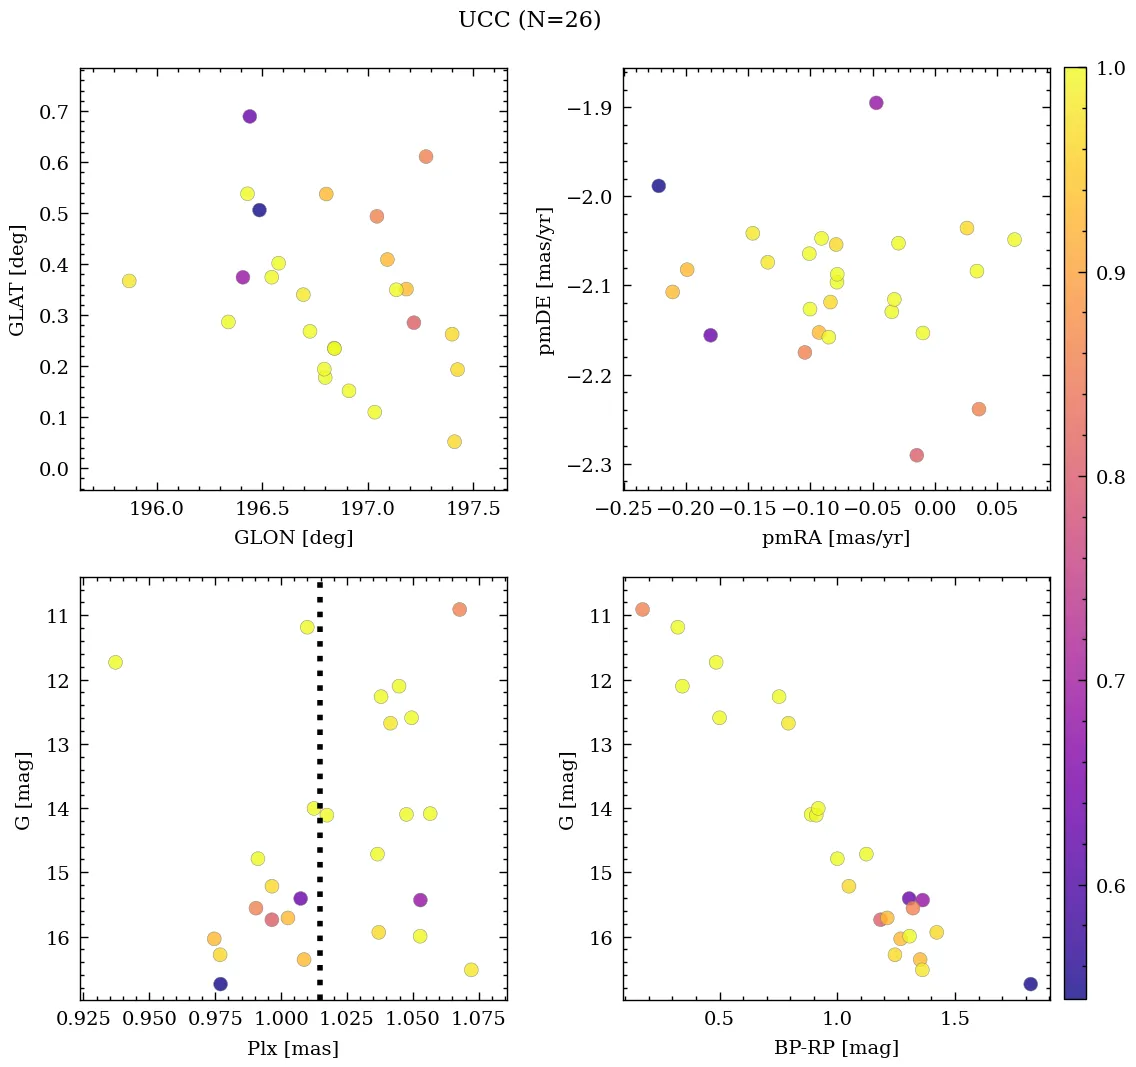 UCC (N=26)
0.7
0.6
0.5
0.4
0.3
0.2
0.1
0.0
GLAT [deg]
196.0 196.5 197.0 197.5
GLON [deg]
−1.9
−2.0
−2.1
−2.2
−2.3
pmDE [mas/yr]
−0.25 −0.20 −0.15 −0.10 −0.05 0.00 0.05
pmRA [mas/yr]
11
12
13
14
15
16
G [mag]
0.925 0.950 0.975 1.000 1.025 1.050 1.075
Plx [mas]
11
12
13
14
15
16
G [mag]
0.5 1.0 1.5
BP-RP [mag]
1.0
0.9
0.8
0.7
0.6